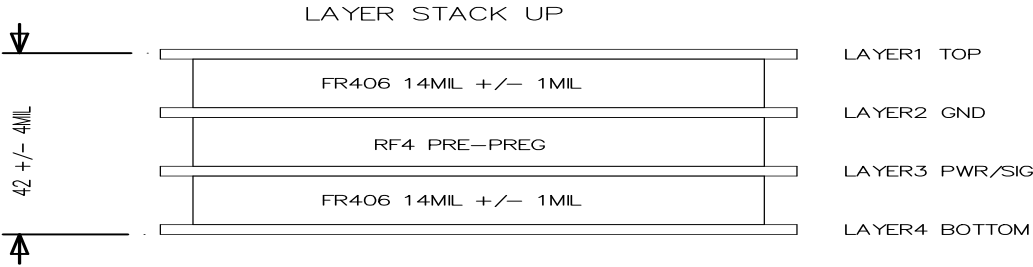 LAYER STACK UP
LAYER1 TOP
FR406 14MIL +/- 1MIL
LAYER2 GND
42 +/- 4MIL
RF4 PRE-PREG
LAYER3 PWR/SIG
FR406 14MIL +/- 1MIL
LAYER4 BOTTOM